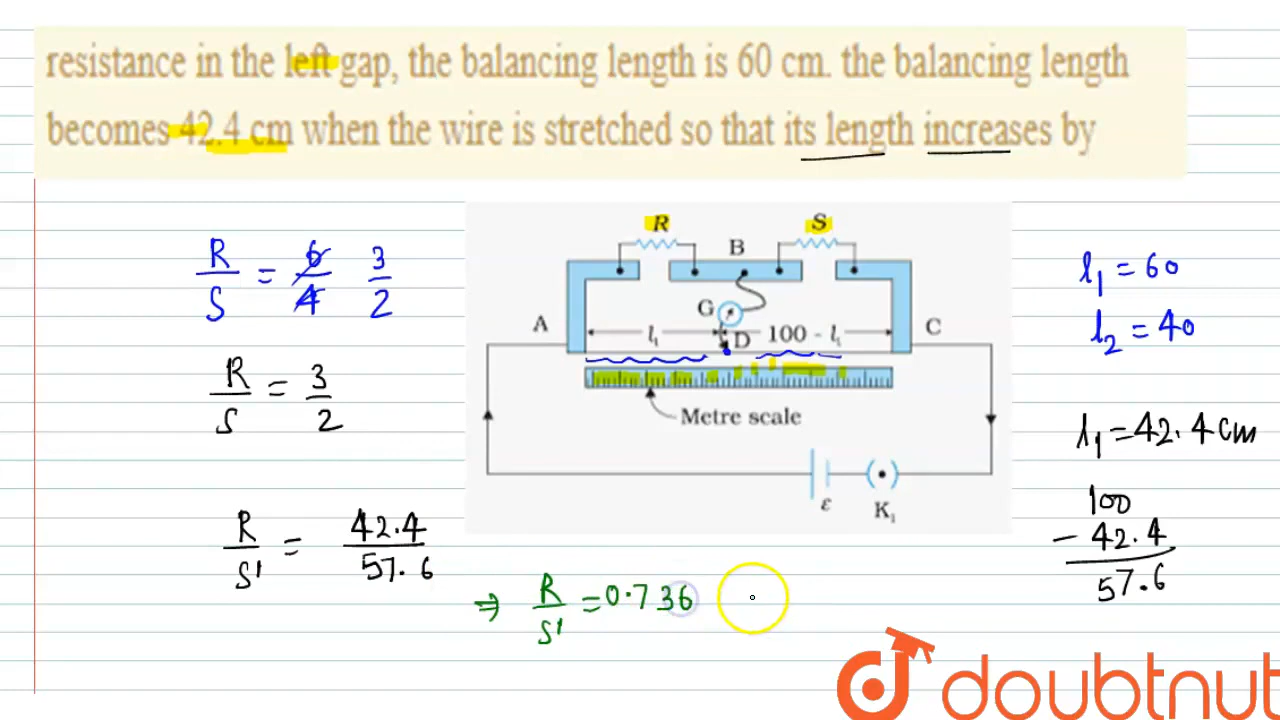 resistance in the left gap, the balancing length is 60 cm. the balancing length
becomes 42.4 cm when the wire is stretched so that its length increases by
R/S = 6/4 3/2
R/S = 3/2
R/S' = 42.4/57.6
⇒ R/S' = 0.736
R
S
B
G
A
l₁
D
100 - l₁
C
Metre scale
ε
K₁
l₁ = 60
l₂ = 40
l₁ = 42.4 cm
100
- 42.4
57.6
doubtnut